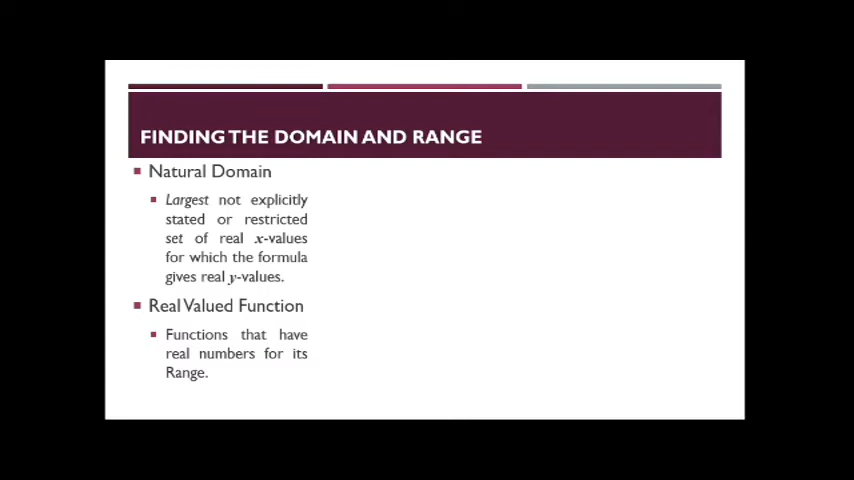 FINDING THE DOMAIN AND RANGE
Natural Domain
Largest not explicitly
stated or restricted
set of real x-values
for which the formula
gives real y-values.
Real Valued Function
Functions that have
real numbers for its
Range.